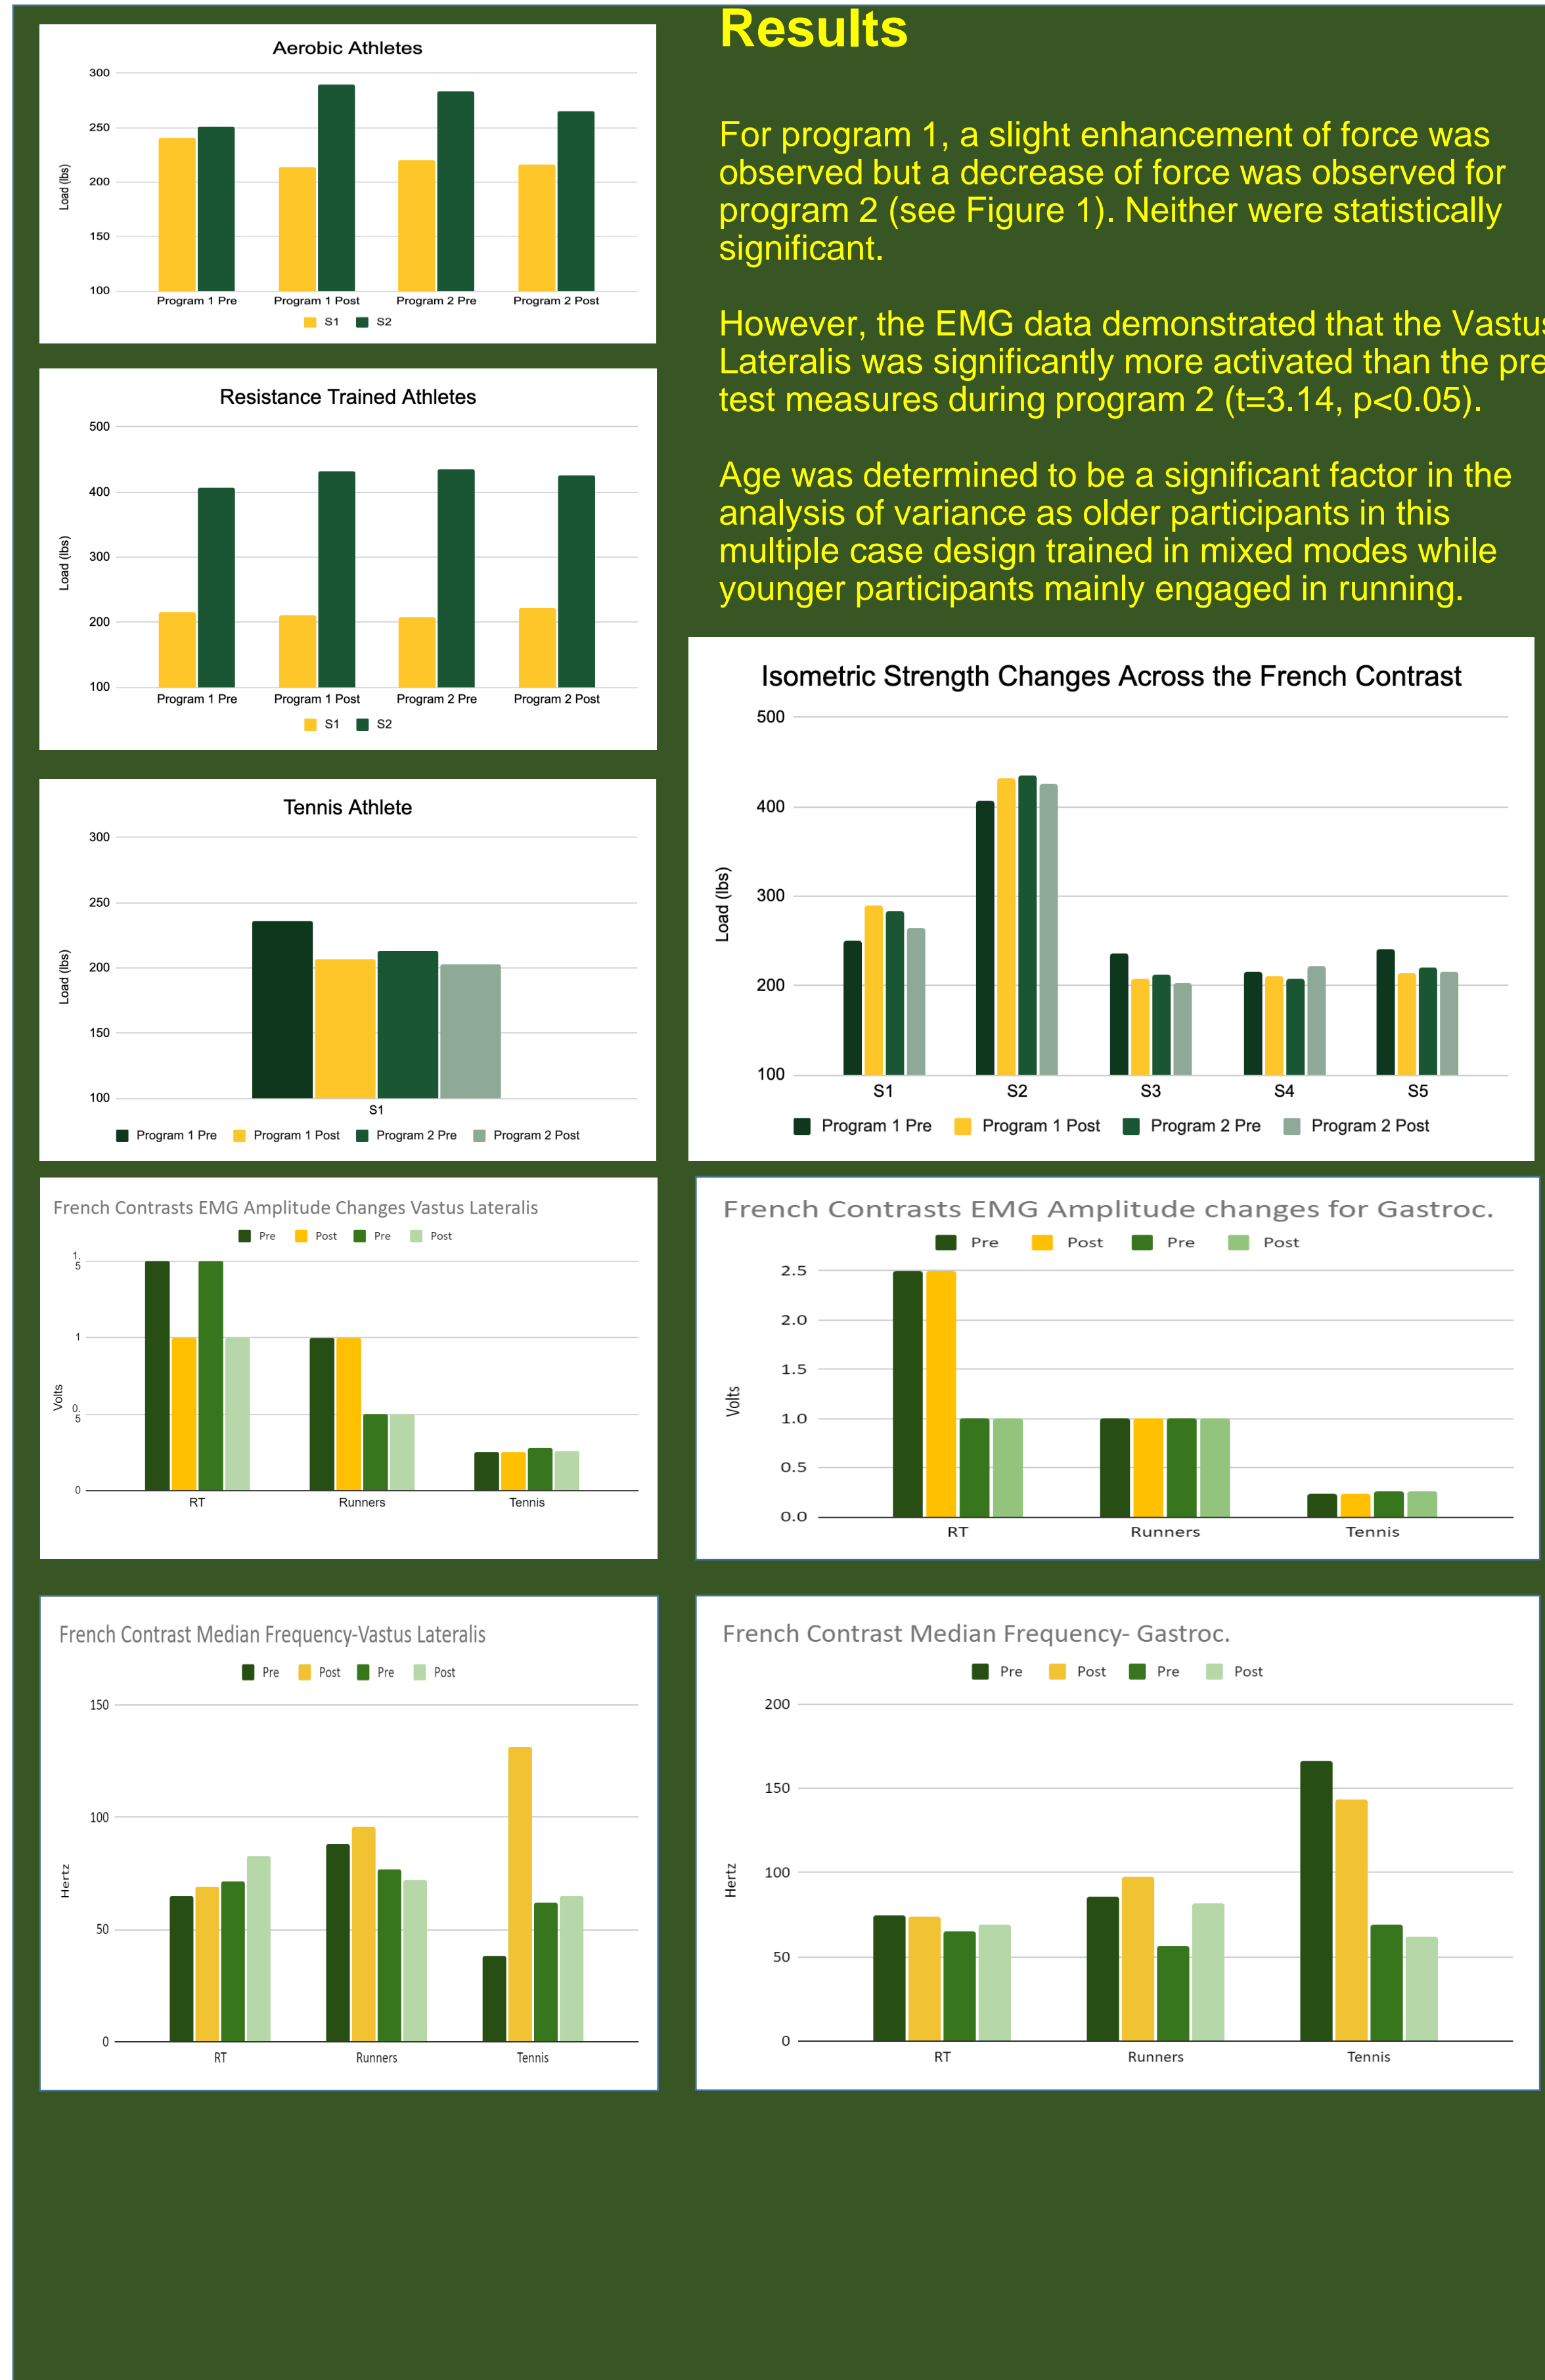 Results
For program 1, a slight enhancement of force was
observed but a decrease of force was observed for
program 2 (see Figure 1). Neither were statistically
significant.
However, the EMG data demonstrated that the Vastus
Lateralis was significantly more activated than the pre
test measures during program 2 (t=3.14, p<0.05).
Age was determined to be a significant factor in the
analysis of variance as older participants in this
multiple case design trained in mixed modes while
younger participants mainly engaged in running.
Aerobic Athletes
Load (lbs)
300
250
200
150
100
Program 1 Pre Program 1 Post Program 2 Pre Program 2 Post
S1 S2
Resistance Trained Athletes
Load (lbs)
500
400
300
200
100
Program 1 Pre Program 1 Post Program 2 Pre Program 2 Post
S1 S2
Tennis Athlete
Load (lbs)
300
250
200
150
100
S1
Program 1 Pre Program 1 Post Program 2 Pre Program 2 Post
Isometric Strength Changes Across the French Contrast
Load (lbs)
500
400
300
200
100
S1 S2 S3 S4 S5
Program 1 Pre Program 1 Post Program 2 Pre Program 2 Post
French Contrasts EMG Amplitude Changes Vastus Lateralis
Pre Post Pre Post
Volts
1.
5
1
0.
5
0
RT Runners Tennis
French Contrasts EMG Amplitude changes for Gastroc.
Pre Post Pre Post
Volts
2.5
2.0
1.5
1.0
0.5
0.0
RT Runners Tennis
French Contrast Median Frequency-Vastus Lateralis
Pre Post Pre Post
Hertz
150
100
50
0
RT Runners Tennis
French Contrast Median Frequency- Gastroc.
Pre Post Pre Post
Hertz
200
150
100
50
0
RT Runners Tennis